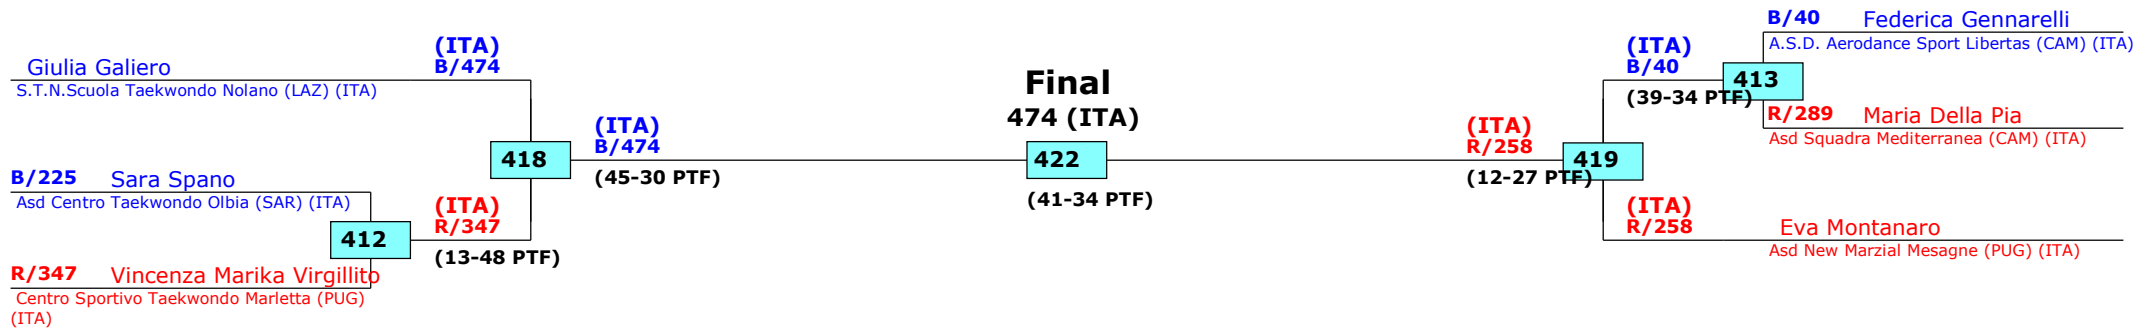 Giulia Galiero
S.T.N.Scuola Taekwondo Nolano (LAZ) (ITA)
(ITA)
B/474
B/225 Sara Spano
Asd Centro Taekwondo Olbia (SAR) (ITA)
412
R/347 Vincenza Marika Virgillito
Centro Sportivo Taekwondo Marletta (PUG)
(ITA)
(ITA)
R/347
(13-48 PTF)
418
(ITA)
B/474
(45-30 PTF)
Final
474 (ITA)
422
(41-34 PTF)
(ITA)
R/258
(12-27 PTF)
419
(ITA)
B/40
(39-34 PTF)
413
B/40 Federica Gennarelli
A.S.D. Aerodance Sport Libertas (CAM) (ITA)
R/289 Maria Della Pia
Asd Squadra Mediterranea (CAM) (ITA)
(ITA)
R/258
Eva Montanaro
Asd New Marzial Mesagne (PUG) (ITA)